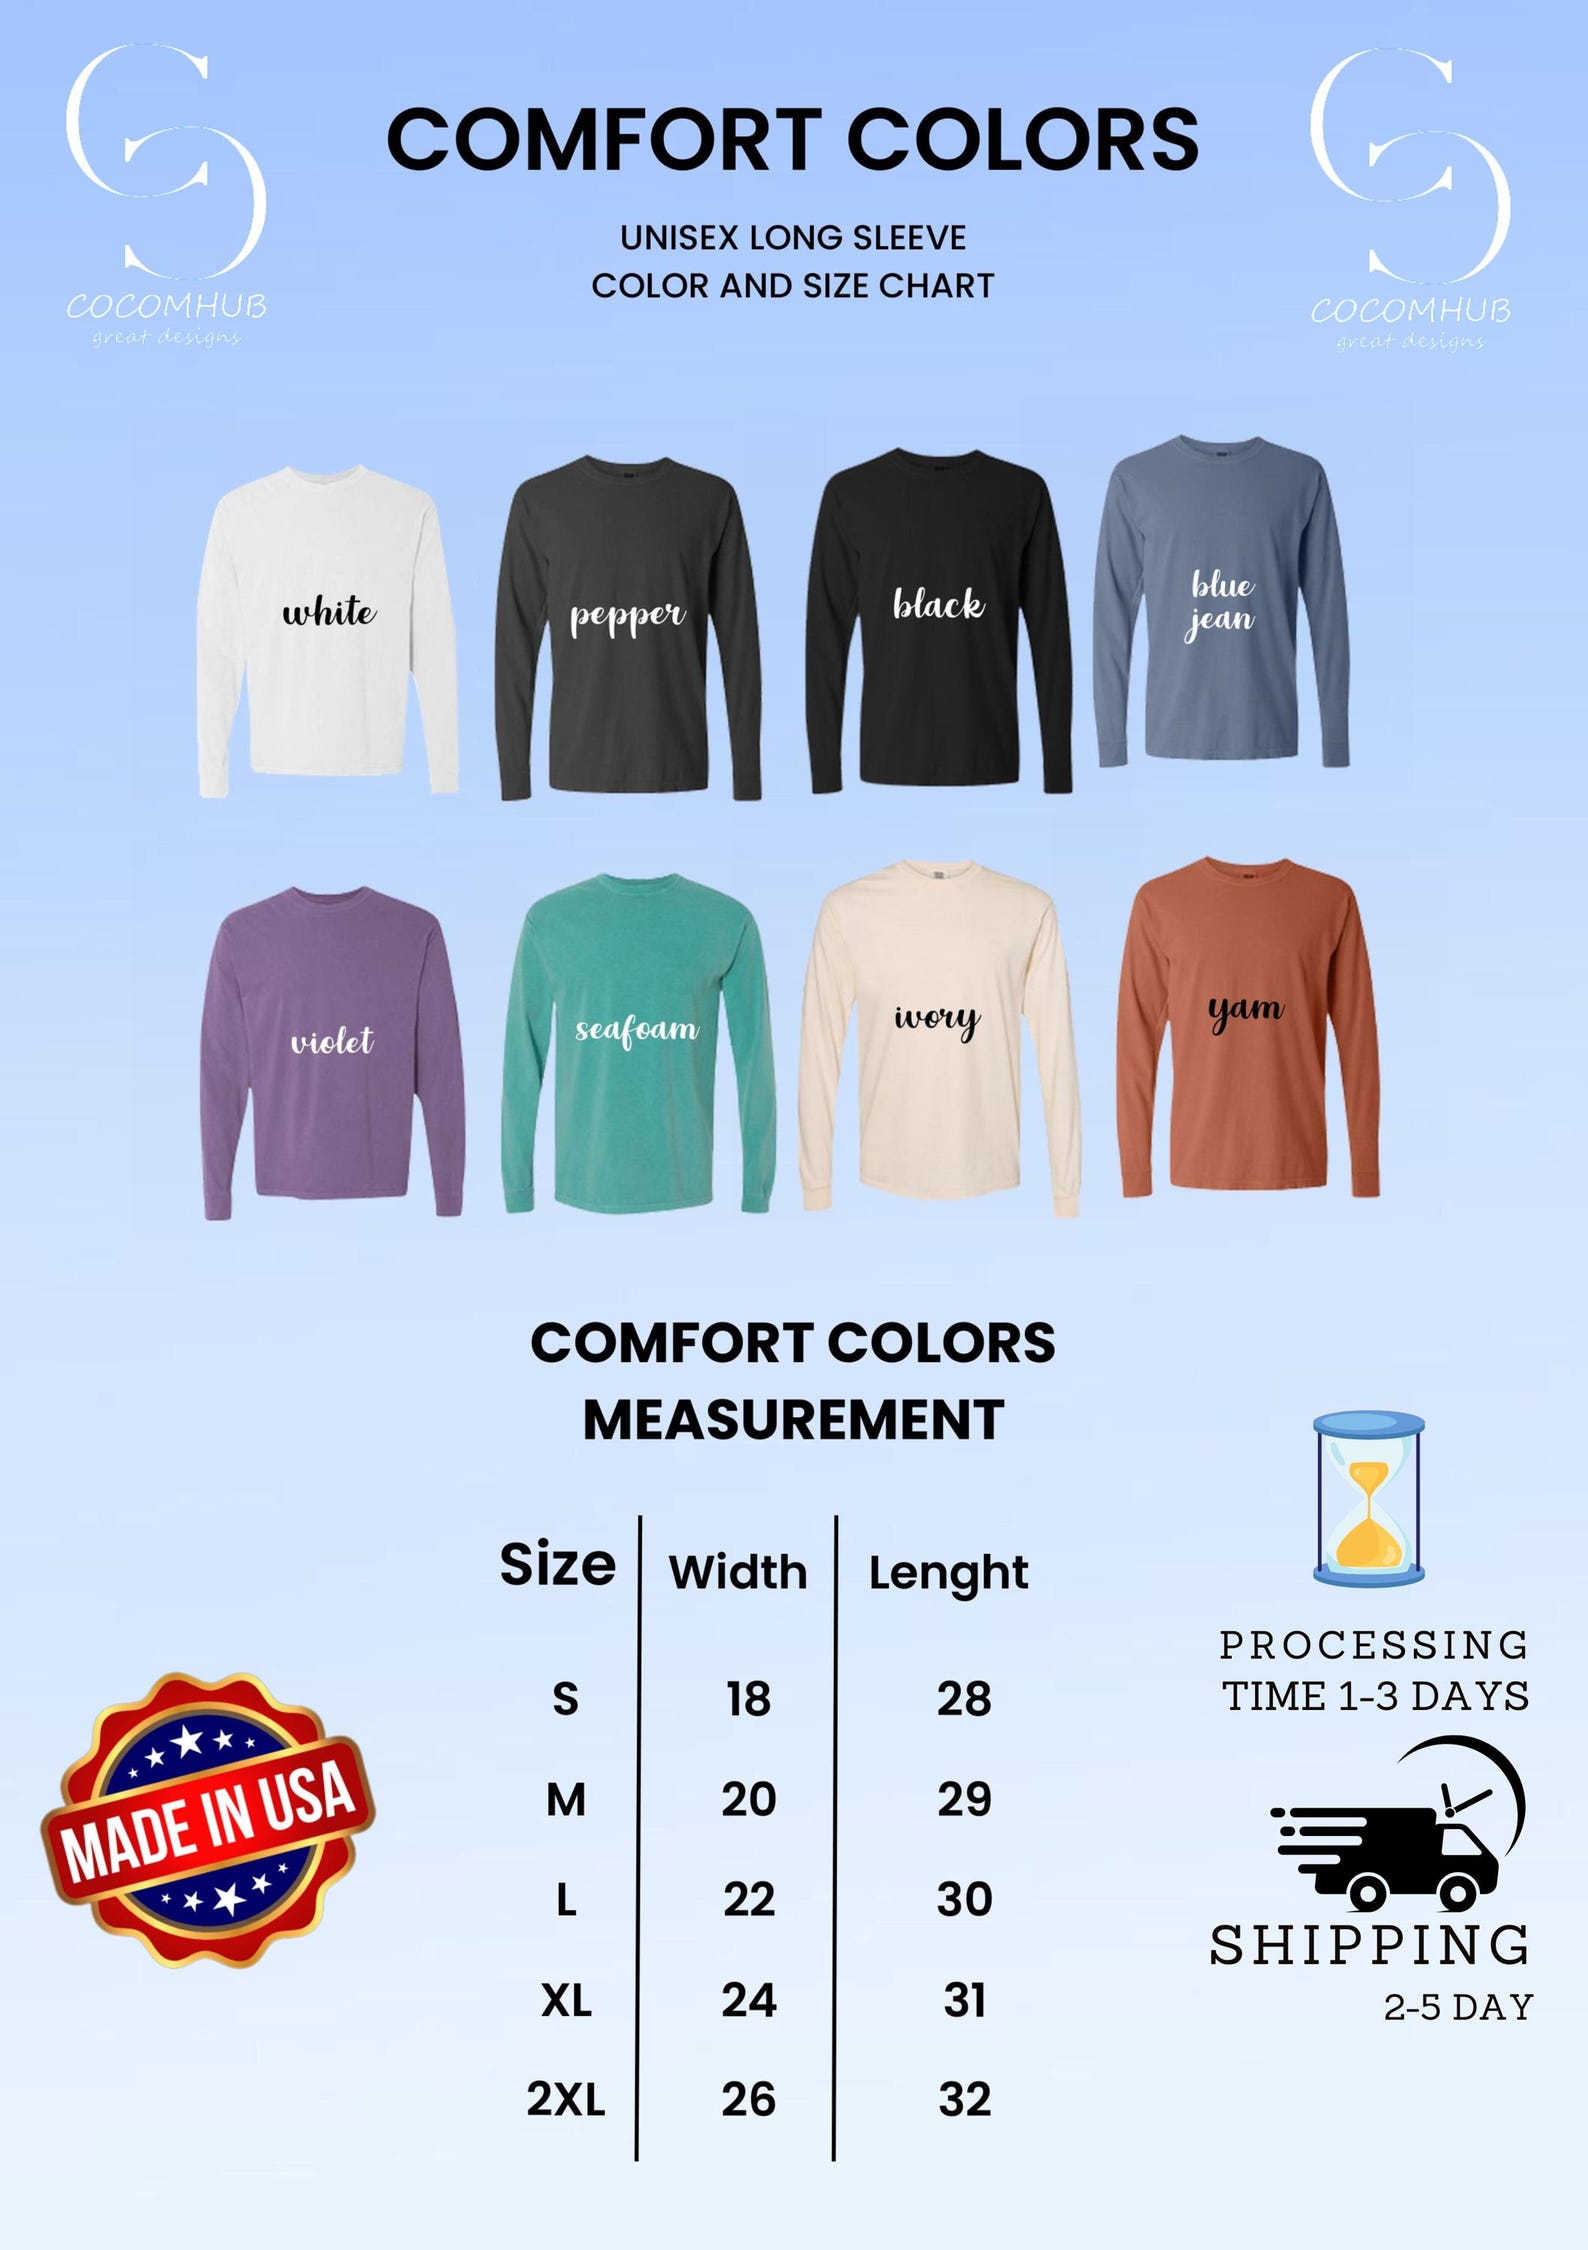 COMFORT COLORS
UNISEX LONG SLEEVE
COLOR AND SIZE CHART
COCOMHUB
great designs
COCOMHUB
great designs
white
pepper
black
blue
jean
violet
seafoam
ivory
yam
COMFORT COLORS
MEASUREMENT
Size Width Lenght
S 18 28
M 20 29
L 22 30
XL 24 31
2XL 26 32
MADE IN USA
PROCESSING
TIME 1-3 DAYS
SHIPPING
2-5 DAY